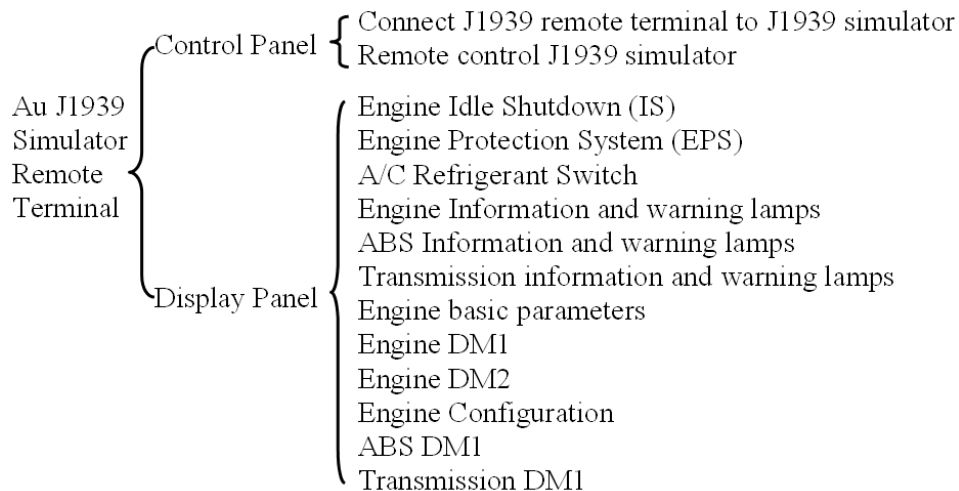 Au J1939
Simulator
Remote
Terminal
Control Panel
Connect J1939 remote terminal to J1939 simulator
Remote control J1939 simulator
Display Panel
Engine Idle Shutdown (IS)
Engine Protection System (EPS)
A/C Refrigerant Switch
Engine Information and warning lamps
ABS Information and warning lamps
Transmission information and warning lamps
Engine basic parameters
Engine DM1
Engine DM2
Engine Configuration
ABS DM1
Transmission DM1